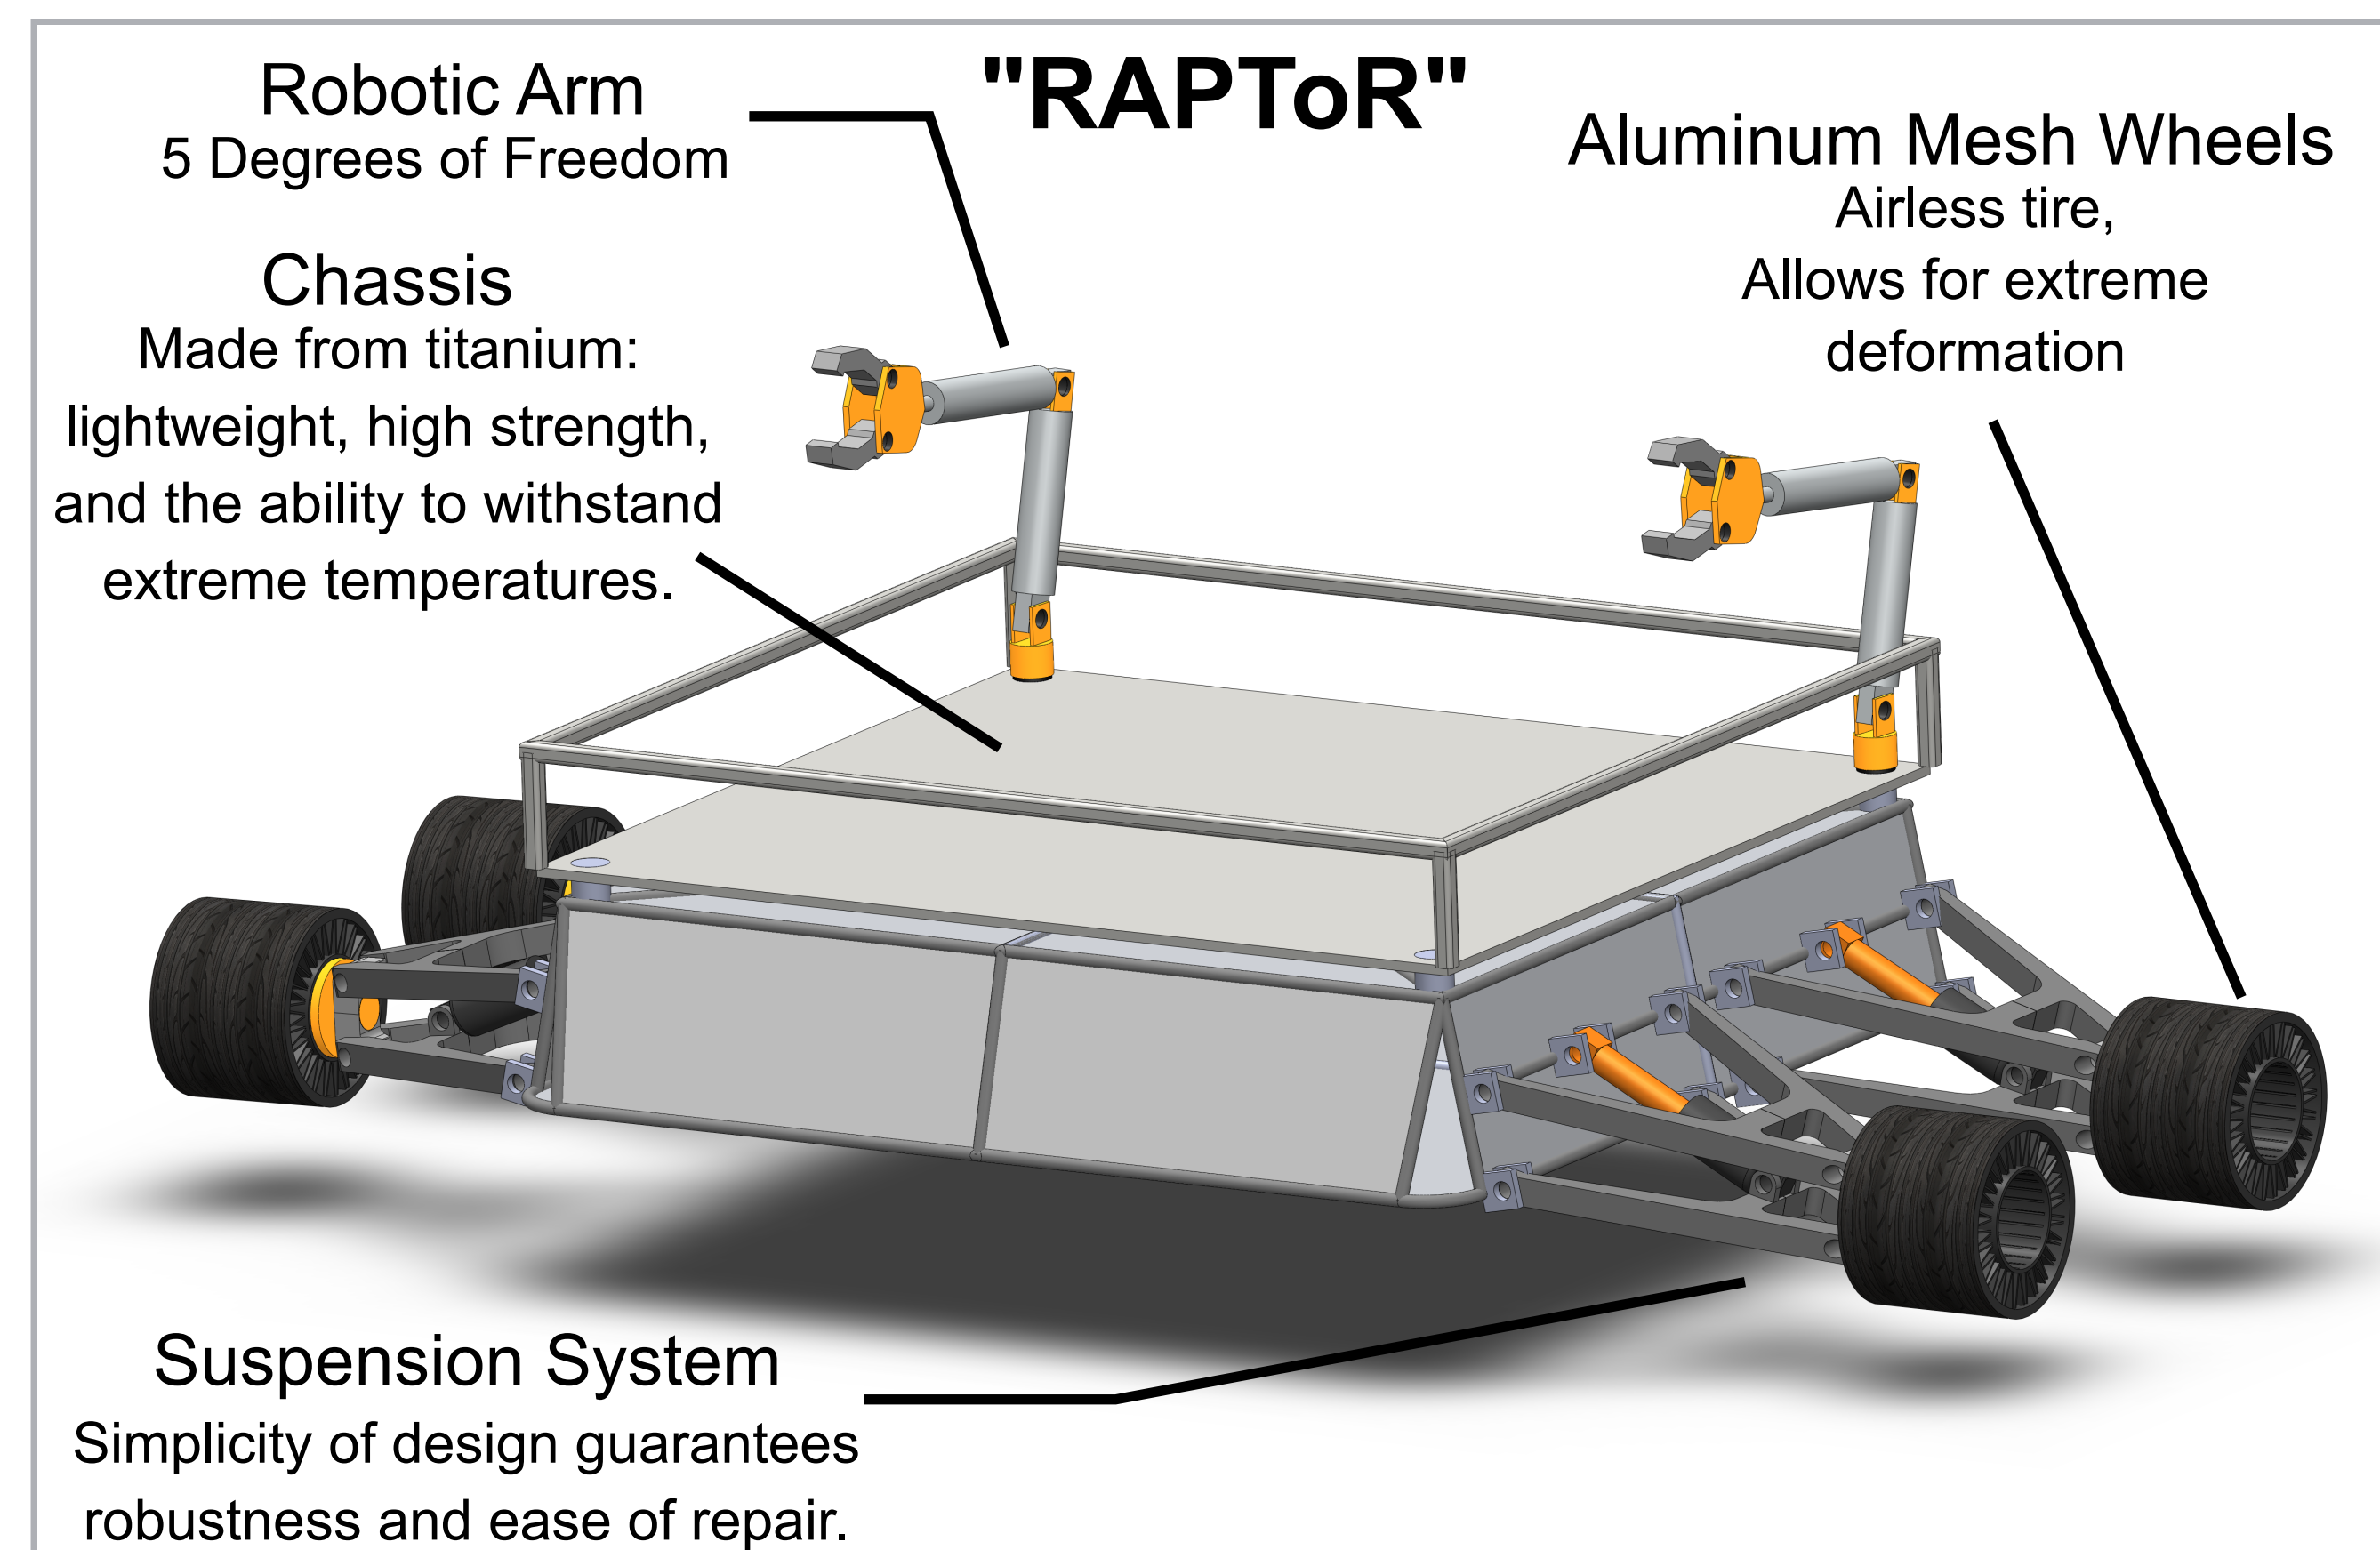 "RAPToR"
Robotic Arm
5 Degrees of Freedom
Chassis
Made from titanium:
lightweight, high strength,
and the ability to withstand
extreme temperatures.
Aluminum Mesh Wheels
Airless tire,
Allows for extreme
deformation
Suspension System
Simplicity of design guarantees
robustness and ease of repair.